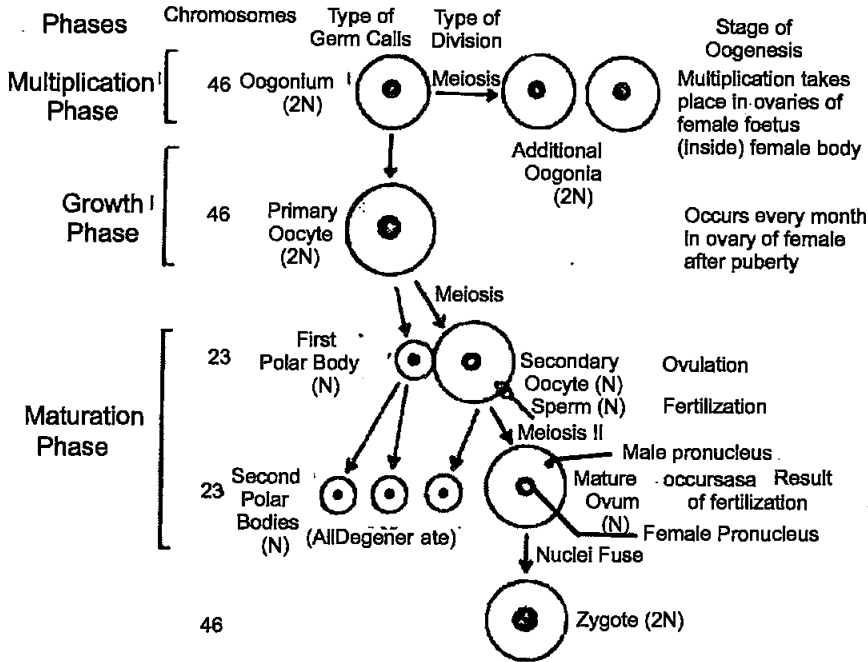 Phases
Chromosomes
Type of
Germ Calls
Type of
Division
Stage of
Oogenesis
Multiplication
Phase
46
Oogonium
(2N)
Meiosis
Additional
Oogonia
(2N)
Multiplication takes
place in ovaries of
female foetus
(inside) female body
Growth
Phase
46
Primary
Oocyte
(2N)
Occurs every month
in ovary of female
after puberty
Meiosis
Maturation
Phase
23
First
Polar Body
(N)
Secondary
Oocyte (N)
Ovulation
Sperm (N)
Fertilization
Meiosis II
Male pronucleus
23
Second
Polar
Bodies
(N)
(AllDegener ate)
Mature
Ovum
(N)
occursasa Result
of fertilization
Female Pronucleus
Nuclei Fuse
46
Zygote (2N)